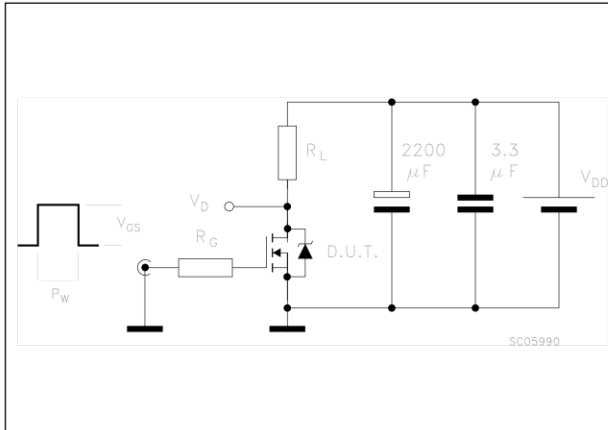 R_L
2200
μF
3.3
μF
V_DD
V_D
V_GS
R_G
D.U.T.
P_W
SC05990